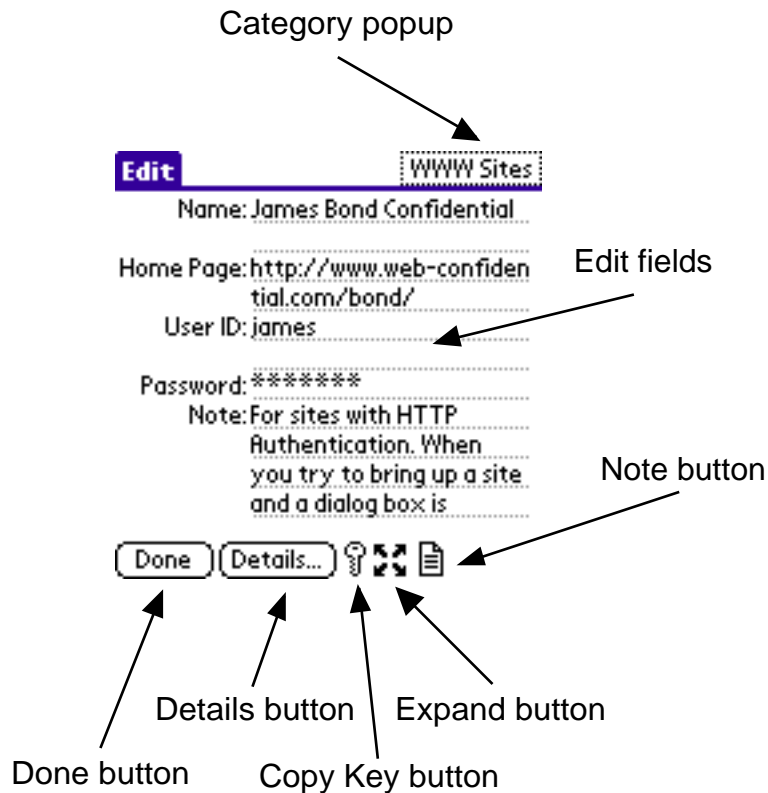 Category popup
Edit WWW Sites
Name: James Bond Confidential
Home Page: http://www.web-confiden
tial.com/bond/
Edit fields
User ID: james
Password: *******
Note: For sites with HTTP
Authentication. When
you try to bring up a site
and a dialog box is
Note button
Done Details...
Details button Expand button
Done button Copy Key button